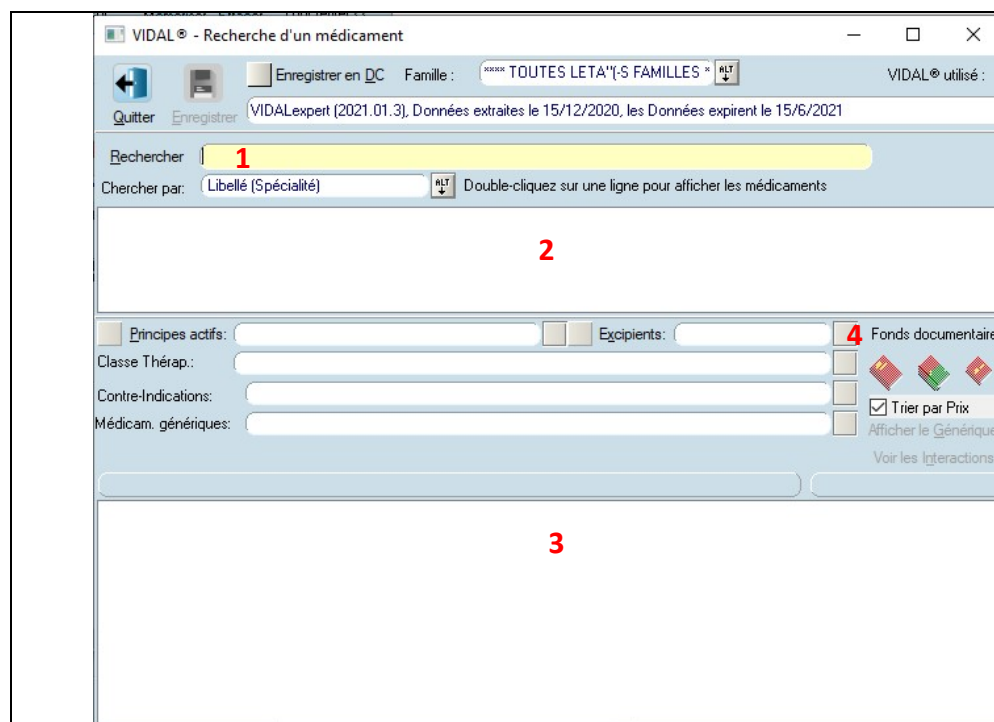 VIDAL® - Recherche d'un médicament
Enregistrer en DC Famille : **** TOUTES LETA"(-S FAMILLES * ALT VIDAL® utilisé :
Quitter Enregistrer VIDALexpert (2021.01.3), Données extraites le 15/12/2020, les Données expirent le 15/6/2021
Rechercher 1
Chercher par: Libellé (Spécialité) ALT Double-cliquez sur une ligne pour afficher les médicaments
2
Principes actifs: Excipients: 4 Fonds documentaire
Classe Thérap.:
Contre-Indications:
Trier par Prix
Médicam. génériques: Afficher le Générique
Voir les Interactions
3